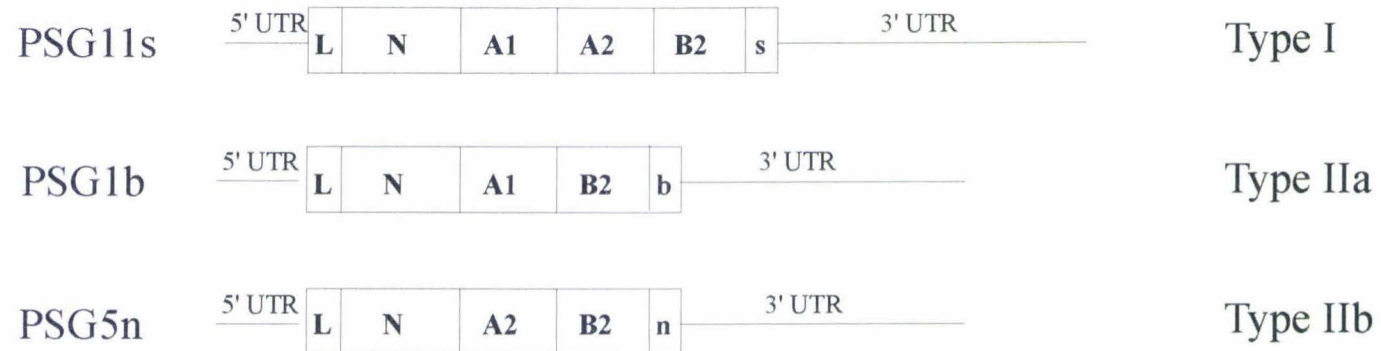 PSG11s 5' UTR L N A1 A2 B2 s 3' UTR Type I
PSG1b 5' UTR L N A1 B2 b 3' UTR Type IIa
PSG5n 5' UTR L N A2 B2 n 3' UTR Type IIb